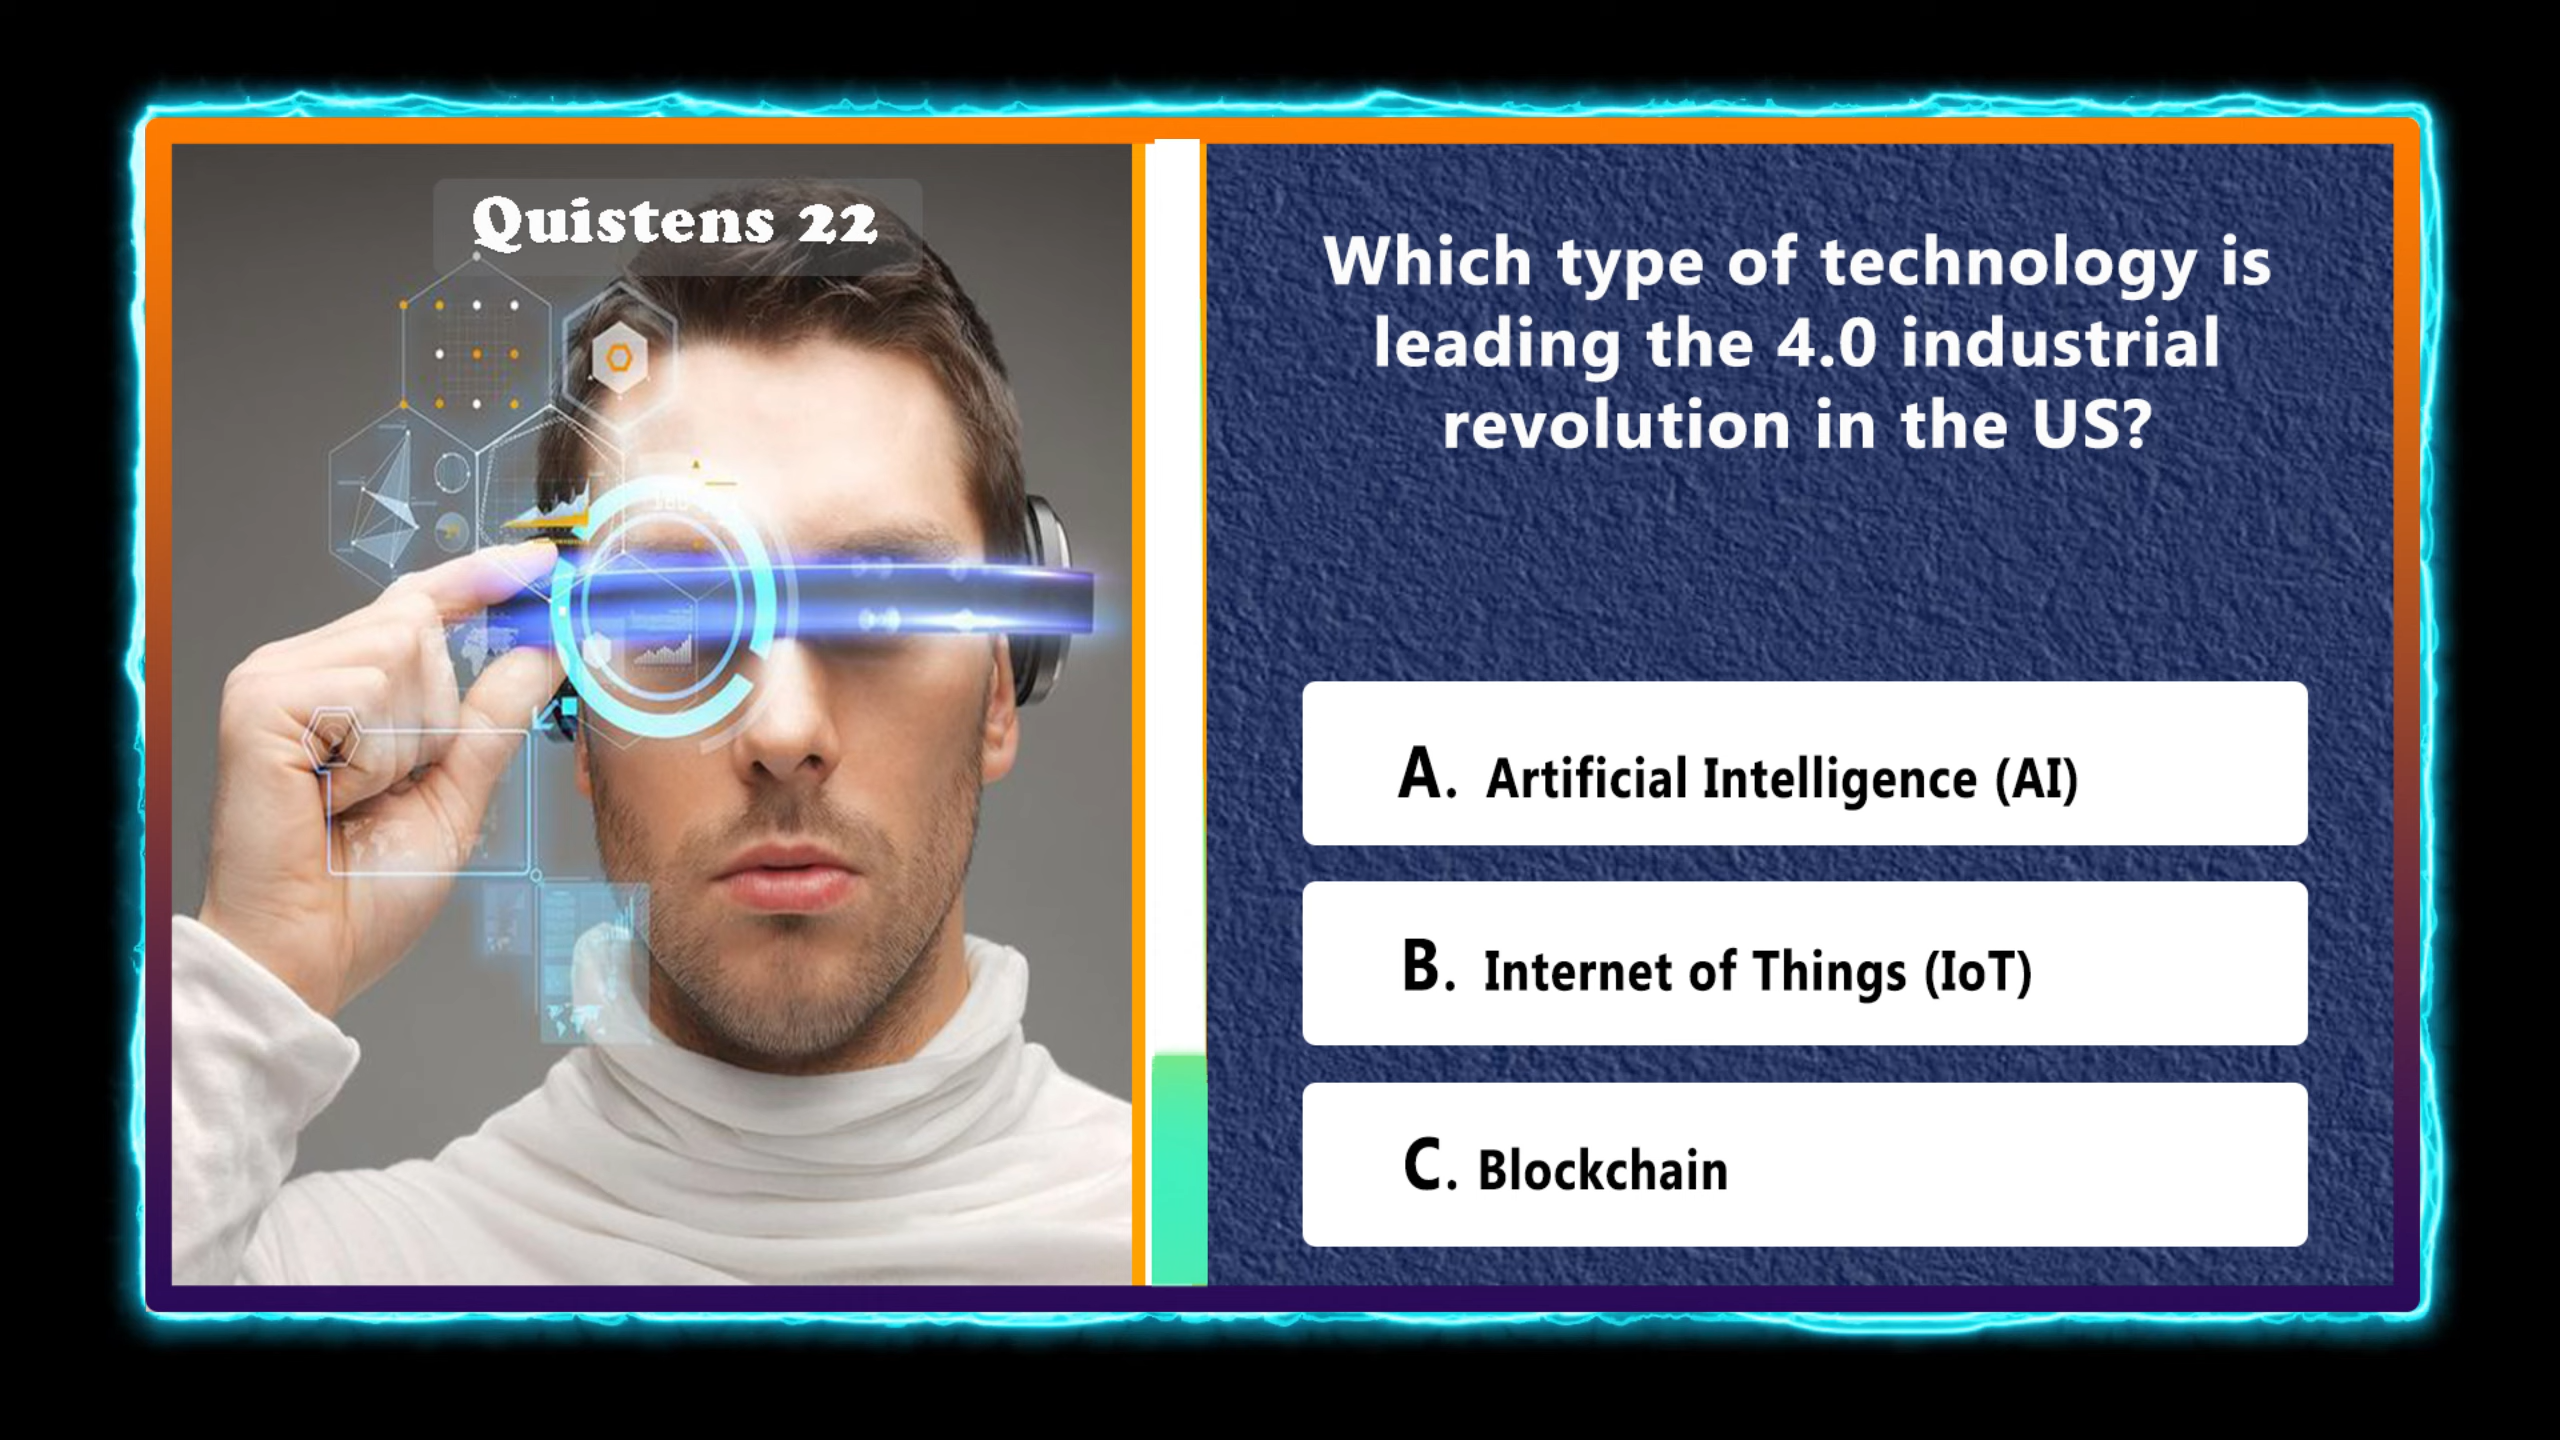 Quistens 22
Which type of technology is
leading the 4.0 industrial
revolution in the US?
A. Artificial Intelligence (AI)
B. Internet of Things (IoT)
C. Blockchain